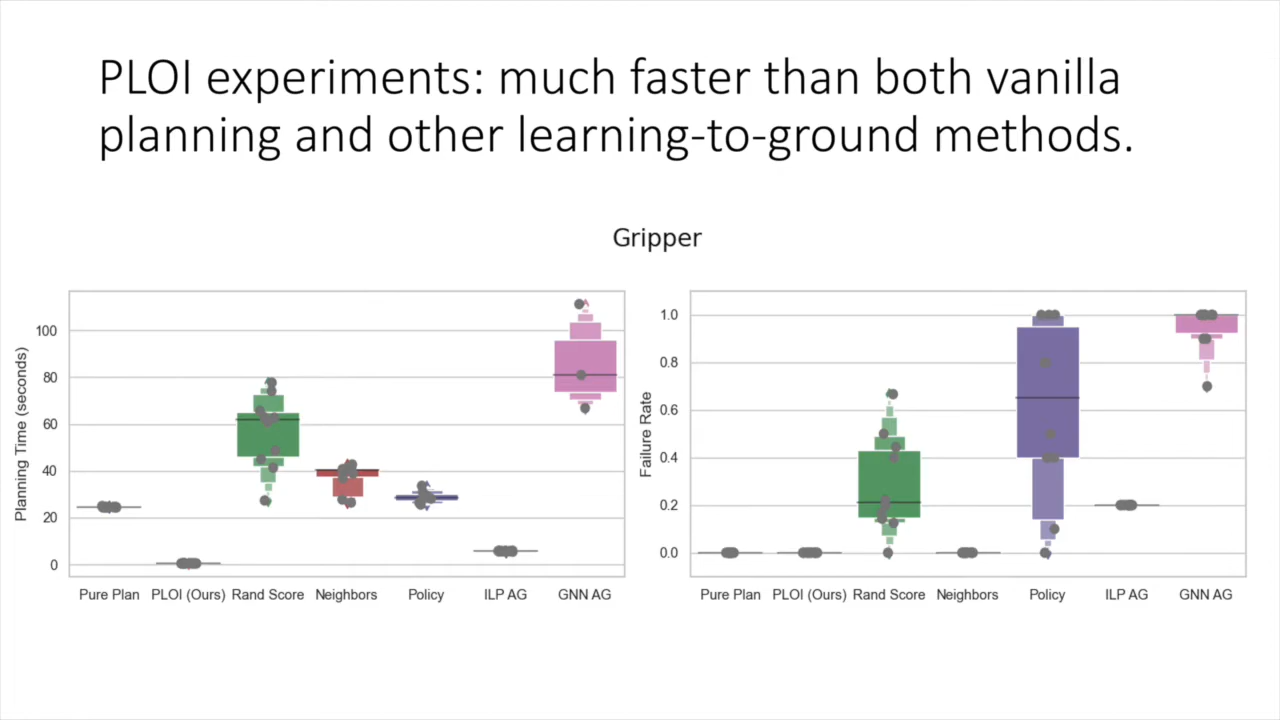 PLOI experiments: much faster than both vanilla
planning and other learning-to-ground methods.
Gripper
Planning Time (seconds)
100
80
60
40
20
0
Pure Plan PLOI (Ours) Rand Score Neighbors Policy ILP AG GNN AG
Failure Rate
1.0
0.8
0.6
0.4
0.2
0.0
Pure Plan PLOI (Ours) Rand Score Neighbors Policy ILP AG GNN AG